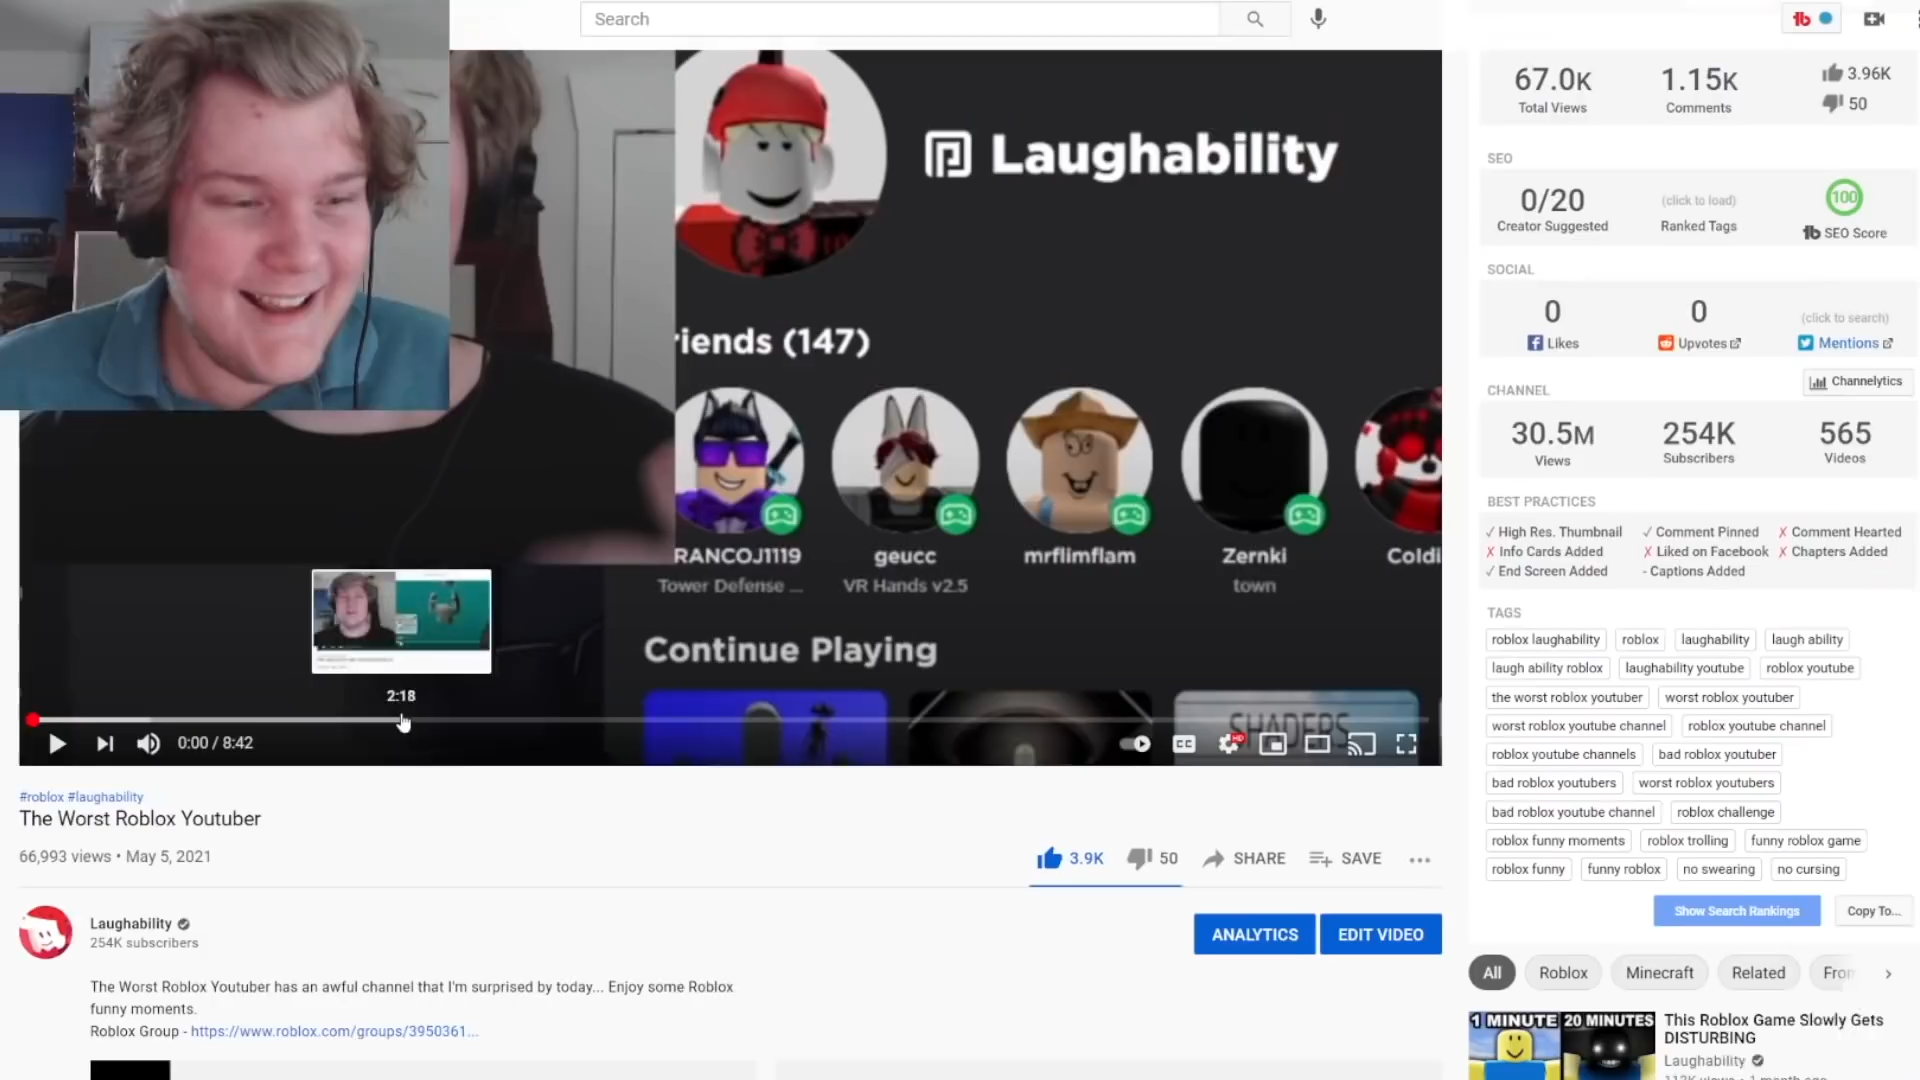 Search
Laughability
riends (147)
RANCOJ1119
geucc
mrflimflam
Zernki
Coldi
Tower Defense ...
VR Hands v2.5
town
Continue Playing
SHADERS
2:18
0:00 / 8:42
CC
HD
#roblox #laughability
The Worst Roblox Youtuber
66,993 views • May 5, 2021
3.9K
50
SHARE
SAVE
Laughability
254K subscribers
ANALYTICS
EDIT VIDEO
The Worst Roblox Youtuber has an awful channel that I'm surprised by today... Enjoy some Roblox
funny moments.
Roblox Group - https://www.roblox.com/groups/3950361...
tb
67.0K
1.15K
3.96K
Total Views
Comments
50
SEO
0/20
(click to load)
100
Creator Suggested
Ranked Tags
tb SEO Score
SOCIAL
0
0
(click to search)
Likes
Upvotes
Mentions
CHANNEL
Channelytics
30.5M
254K
565
Views
Subscribers
Videos
BEST PRACTICES
✓ High Res. Thumbnail
✓ Comment Pinned
✗ Comment Hearted
✗ Info Cards Added
✗ Liked on Facebook
✗ Chapters Added
✓ End Screen Added
- Captions Added
TAGS
roblox laughability
roblox
laughability
laugh ability
laugh ability roblox
laughability youtube
roblox youtube
the worst roblox youtuber
worst roblox youtuber
worst roblox youtube channel
roblox youtube channel
roblox youtube channels
bad roblox youtuber
bad roblox youtubers
worst roblox youtubers
bad roblox youtube channel
roblox challenge
roblox funny moments
roblox trolling
funny roblox game
roblox funny
funny roblox
no swearing
no cursing
Show Search Rankings
Copy To...
All
Roblox
Minecraft
Related
From
1 MINUTE
20 MINUTES
This Roblox Game Slowly Gets
DISTURBING
Laughability